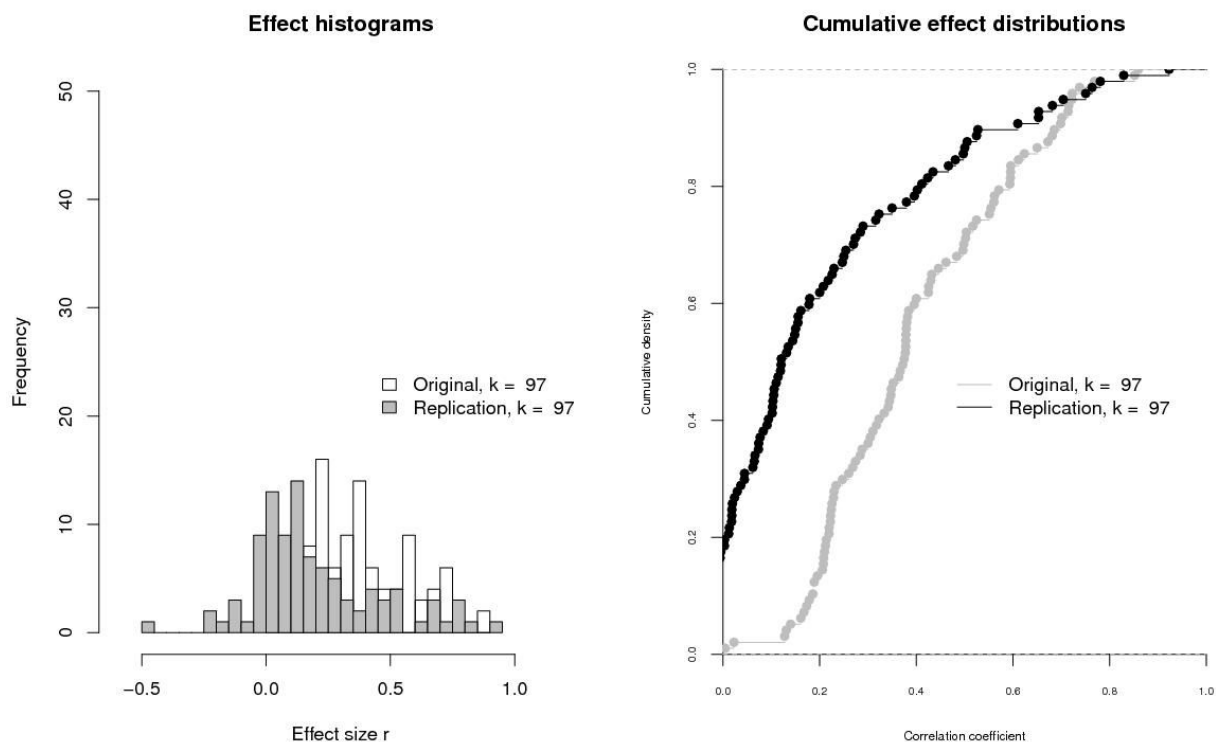 Effect histograms
50
40
30
20
10
0
Frequency
Original, k = 97
Replication, k = 97
−0.5
0.0
0.5
1.0
Effect size r
Cumulative effect distributions
1.0
0.8
0.6
0.4
0.2
0.0
Cumulative density
Original, k = 97
Replication, k = 97
0.0
0.2
0.4
0.6
0.8
1.0
Correlation coefficient